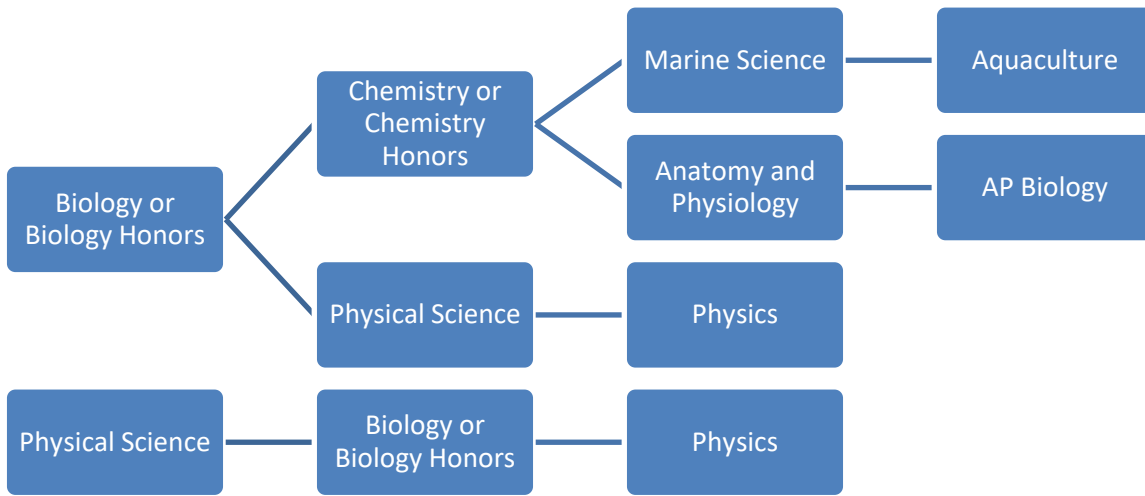 Marine Science
Aquaculture
Chemistry or
Chemistry
Honors
Anatomy and
Physiology
AP Biology
Biology or
Biology Honors
Physical Science
Physics
Physical Science
Biology or
Biology Honors
Physics